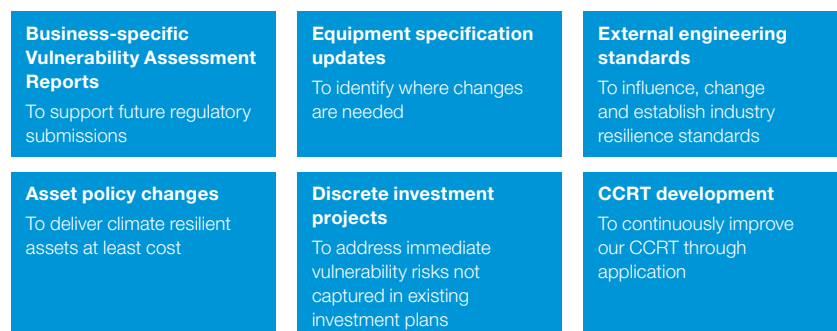 Business-specific
Vulnerability Assessment
Reports
To support future regulatory
submissions
Equipment specification
updates
To identify where changes
are needed
External engineering
standards
To influence, change
and establish industry
resilience standards
Asset policy changes
To deliver climate resilient
assets at least cost
Discrete investment
projects
To address immediate
vulnerability risks not
captured in existing
investment plans
CCRT development
To continuously improve
our CCRT through
application